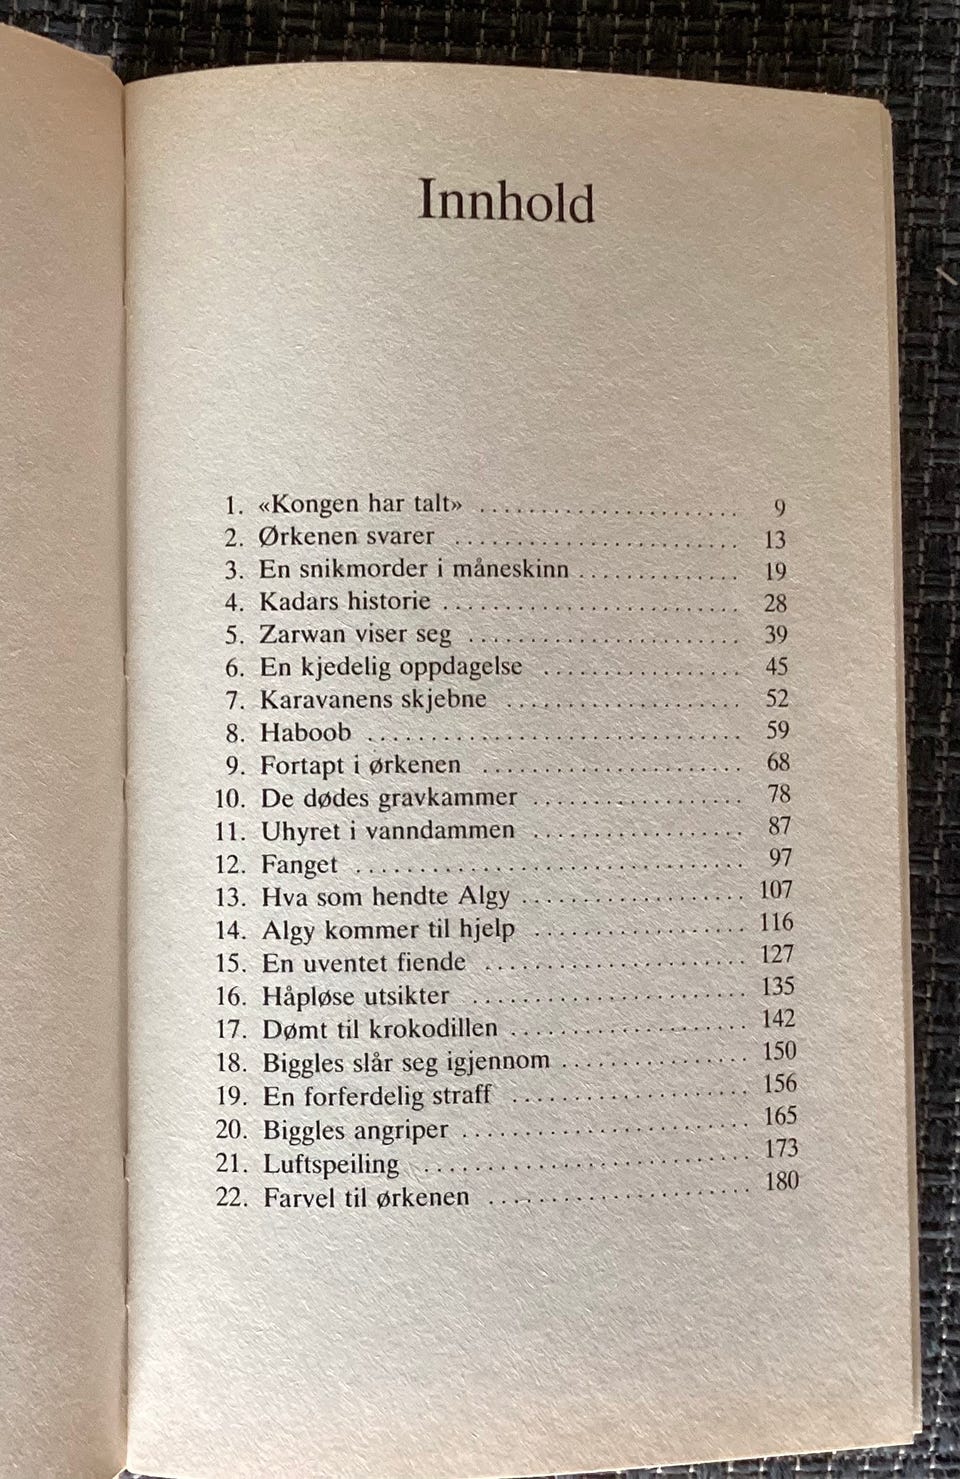 Innhold
1. «Kongen har talt» ........................ 9
2. Ørkenen svarer ........................ 13
3. En snikmorder i måneskinn .............. 19
4. Kadars historie ........................ 28
5. Zarwan viser seg ........................ 39
6. En kjedelig oppdagelse .................. 45
7. Karavanens skjebne ..................... 52
8. Haboob ................................ 59
9. Fortapt i ørkenen ....................... 68
10. De dødes gravkammer .................. 78
11. Uhyret i vanndammen .................. 87
12. Fanget ................................. 97
13. Hva som hendte Algy ................... 107
14. Algy kommer til hjelp .................. 116
15. En uventet fiende ....................... 127
16. Håpløse utsikter ........................ 135
17. Dømt til krokodillen ..................... 142
18. Biggles slår seg igjennom ................ 150
19. En forferdelig straff ..................... 156
20. Biggles angriper ......................... 165
21. Luftspeiling ............................. 173
22. Farvel til ørkenen ....................... 180